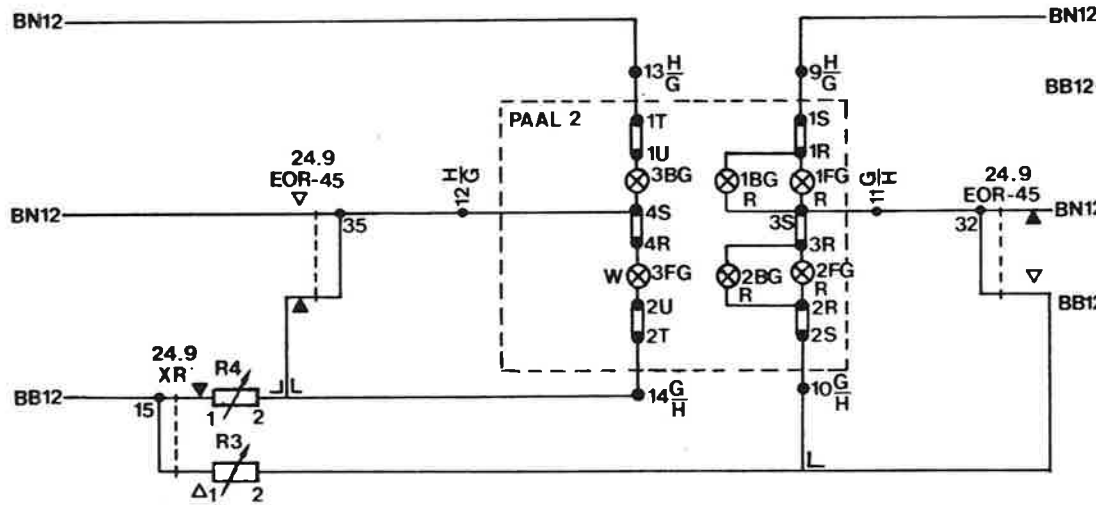 BN12
BN12
13 H/G
9 H/G
BB12
PAAL 2
1T
1S
1U
1R
24.9
EOR-45
12 H/G
3BG
1BG
R
1FG
R
11 G/H
24.9
EOR-45
BN12
35
4S
3S
32
BN12
4R
3R
W
3FG
2BG
R
2FG
R
2U
2R
BB12
2T
2S
24.9
XR
R4
BB12
15
1
2
L
L
14 G/H
10 G/H
R3
1
2
L